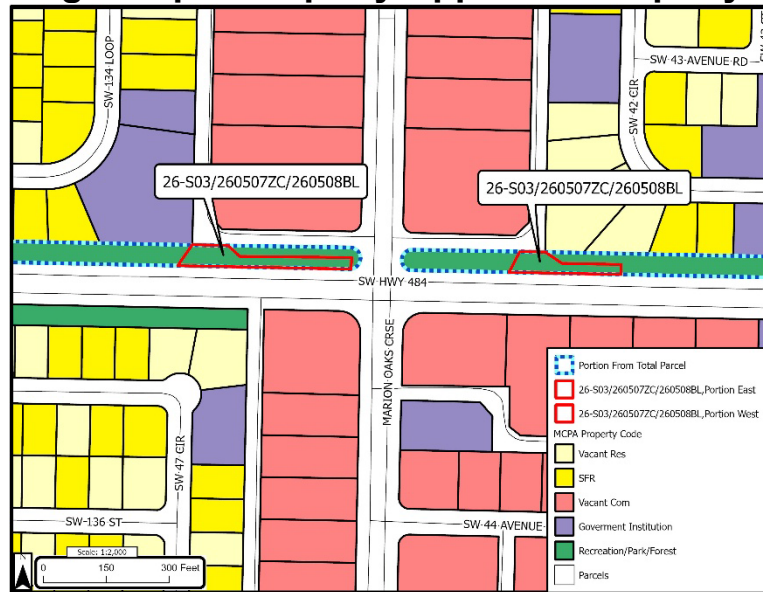 SW 134 LOOP
SW 43 AVENUE RD
SW 42 CIR
26-S03/260507ZC/260508BL
26-S03/260507ZC/260508BL
SW HWY 484
MARION OAKS CRSE
SW 47 CIR
SW 136 ST
SW 44 AVENUE
Portion From Total Parcel
26-S03/260507ZC/260508BL,Portion East
26-S03/260507ZC/260508BL,Portion West
MCPA Property Code
Vacant Res
SFR
Vacant Com
Goverment Institution
Recreation/Park/Forest
Parcels
Scale: 1:2,000
0 150 300 Feet